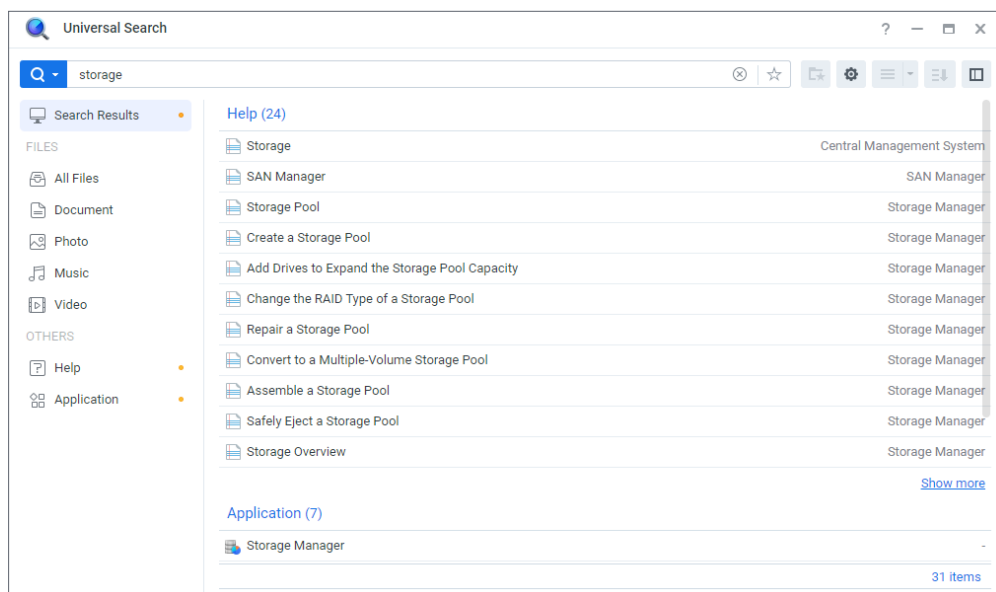 Universal Search
storage
Search Results
FILES
All Files
Document
Photo
Music
Video
OTHERS
Help
Application
Help (24)
Storage Central Management System
SAN Manager SAN Manager
Storage Pool Storage Manager
Create a Storage Pool Storage Manager
Add Drives to Expand the Storage Pool Capacity Storage Manager
Change the RAID Type of a Storage Pool Storage Manager
Repair a Storage Pool Storage Manager
Convert to a Multiple-Volume Storage Pool Storage Manager
Assemble a Storage Pool Storage Manager
Safely Eject a Storage Pool Storage Manager
Storage Overview Storage Manager
Show more
Application (7)
Storage Manager -
31 items